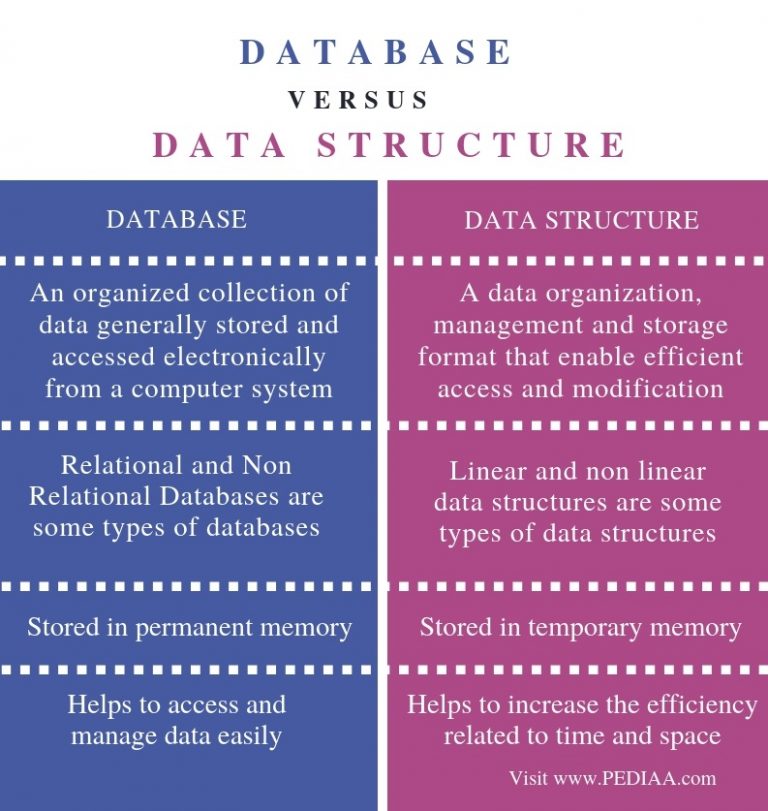 DATABASE
VERSUS
DATA STRUCTURE
DATABASE
An organized collection of
data generally stored and
accessed electronically
from a computer system
Relational and Non
Relational Databases are
some types of databases
Stored in permanent memory
Helps to access and
manage data easily
DATA STRUCTURE
A data organization,
management and storage
format that enable efficient
access and modification
Linear and non linear
data structures are some
types of data structures
Stored in temporary memory
Helps to increase the efficiency
related to time and space
Visit www.PEDIAA.com